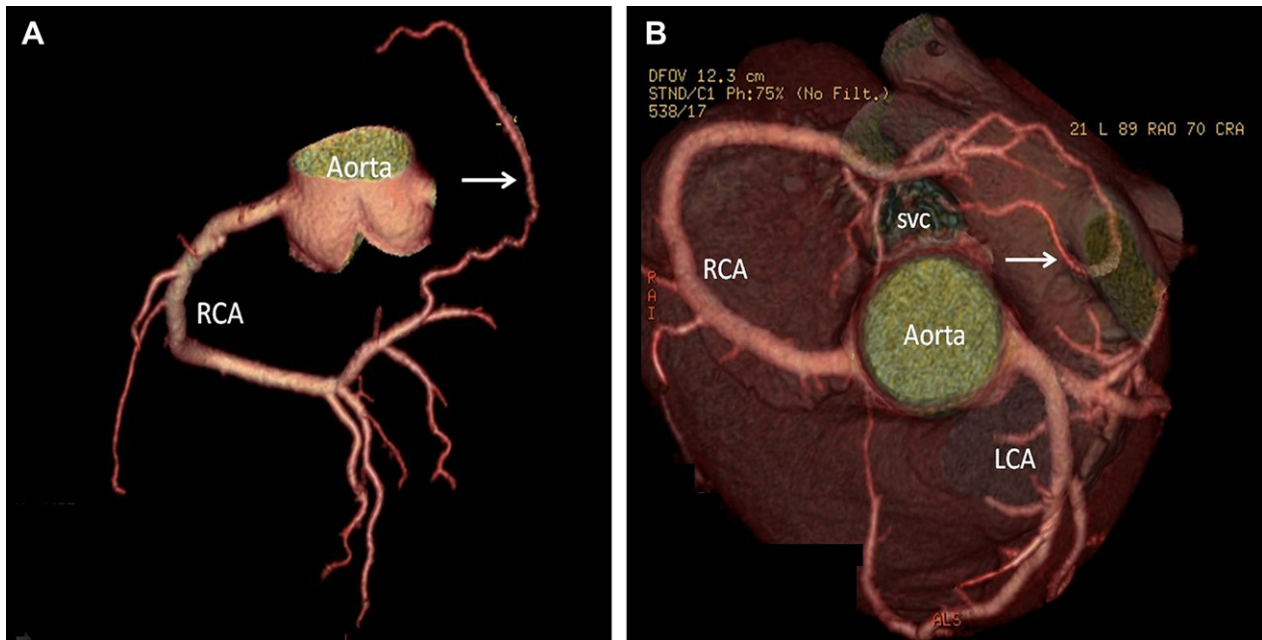 A
Aorta
RCA
B
DFOV 12.3 cm
STND/C1 Ph:75% (No Filt.)
538/17
21 L 89 RAO 70 CRA
SVC
RCA
R
A
I
Aorta
LCA
ALS